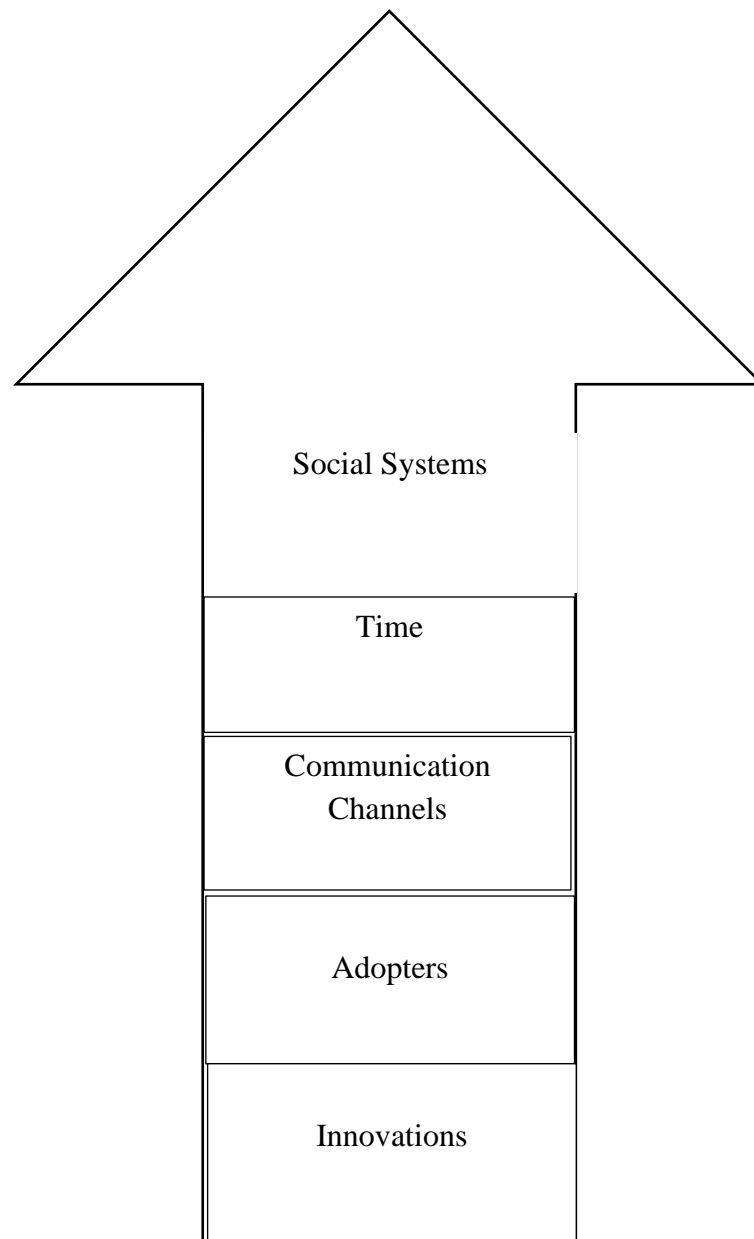 Social Systems
Time
Communication
Channels
Adopters
Innovations